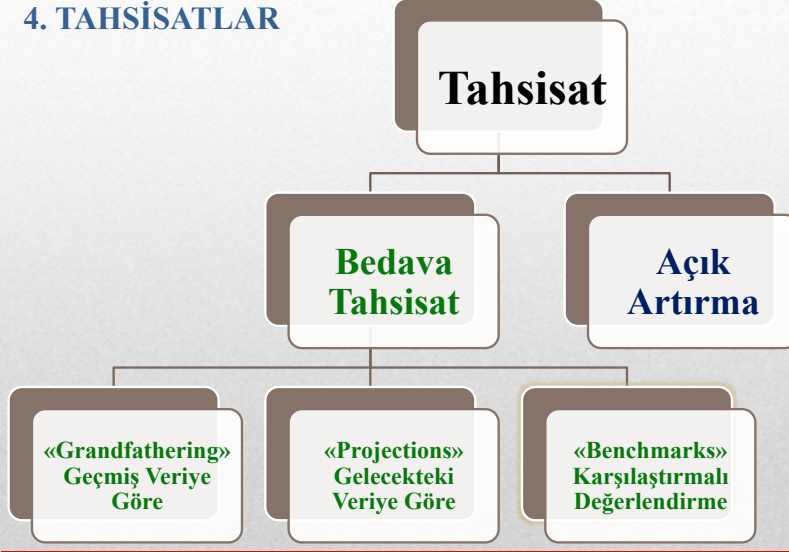 4. TAHSİSATLAR
Tahsisat
Bedava
Tahsisat
Açık
Artırma
«Grandfathering»
Geçmiş Veriye
Göre
«Projections»
Gelecekteki
Veriye Göre
«Benchmarks»
Karşılaştırmalı
Değerlendirme